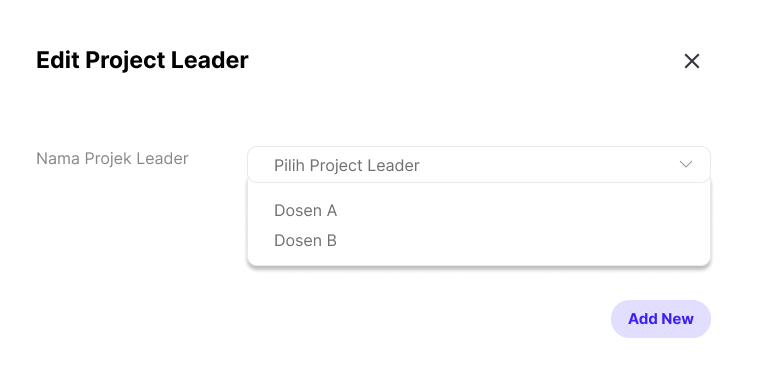 Edit Project Leader
Nama Projek Leader
Pilih Project Leader
Dosen A
Dosen B
Add New